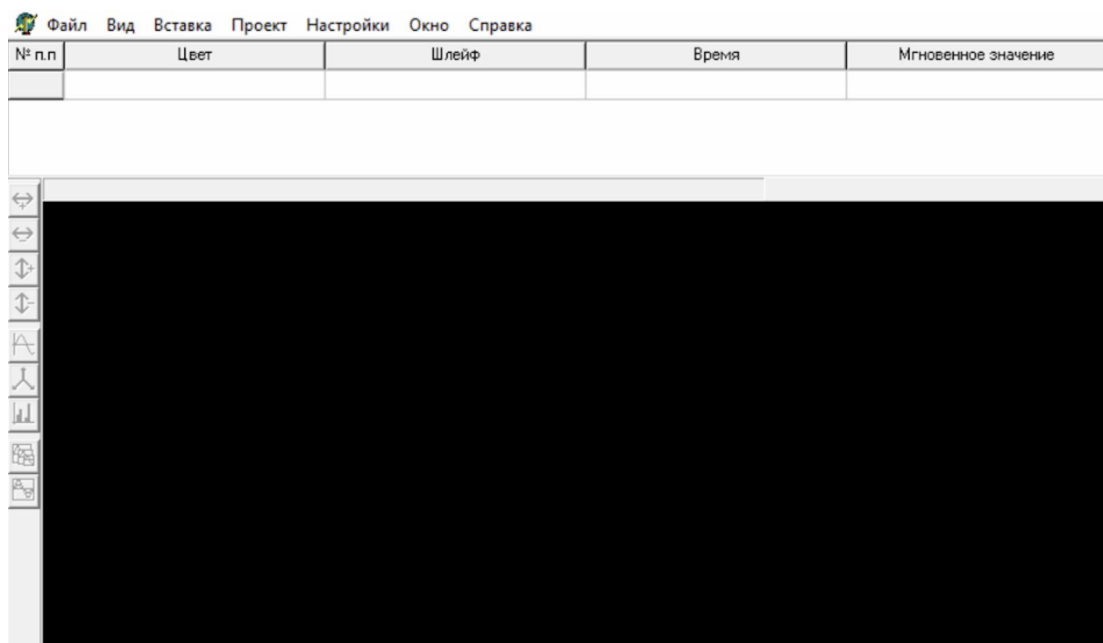 Файл Вид Вставка Проект Настройки Окно Справка
№ п.п Цвет Шлейф Время Мгновенное значение